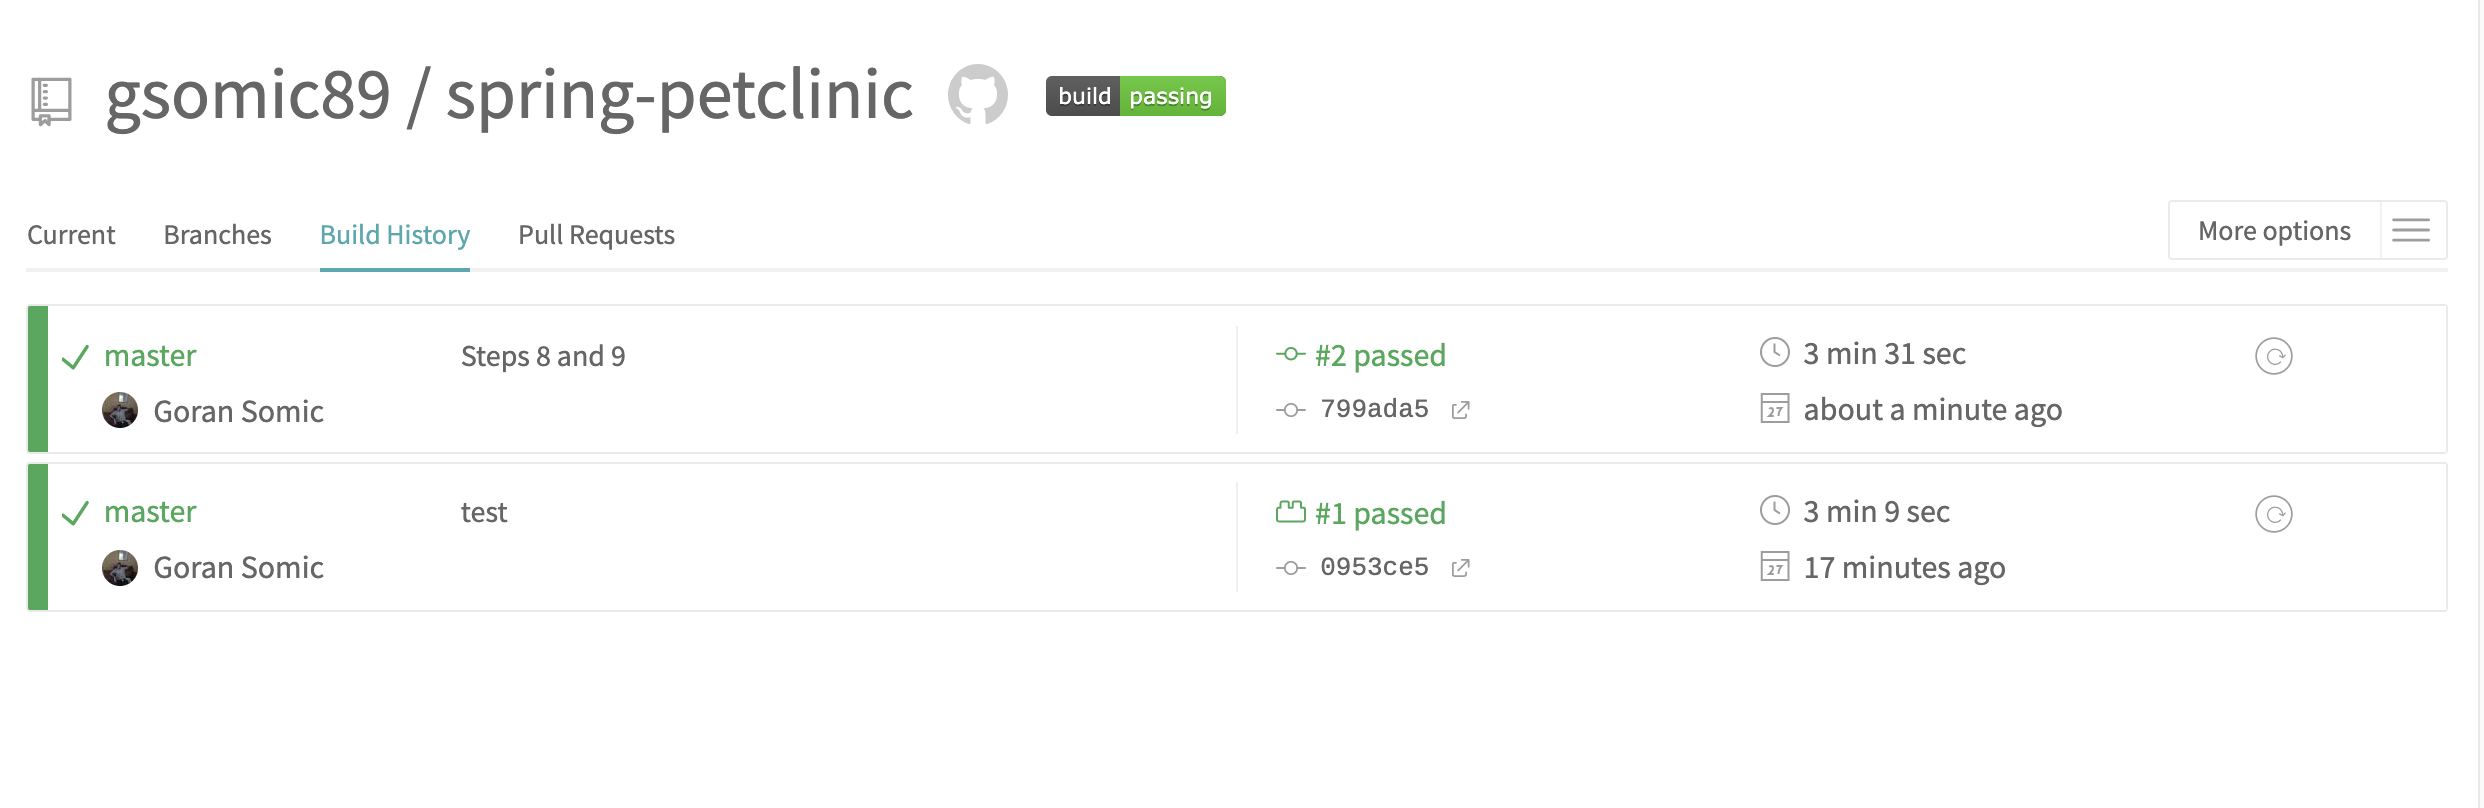 gsomic89 / spring-petclinic build passing
Current Branches Build History Pull Requests More options
master Steps 8 and 9 #2 passed 3 min 31 sec
Goran Somic 799ada5 27 about a minute ago
master test #1 passed 3 min 9 sec
Goran Somic 0953ce5 27 17 minutes ago